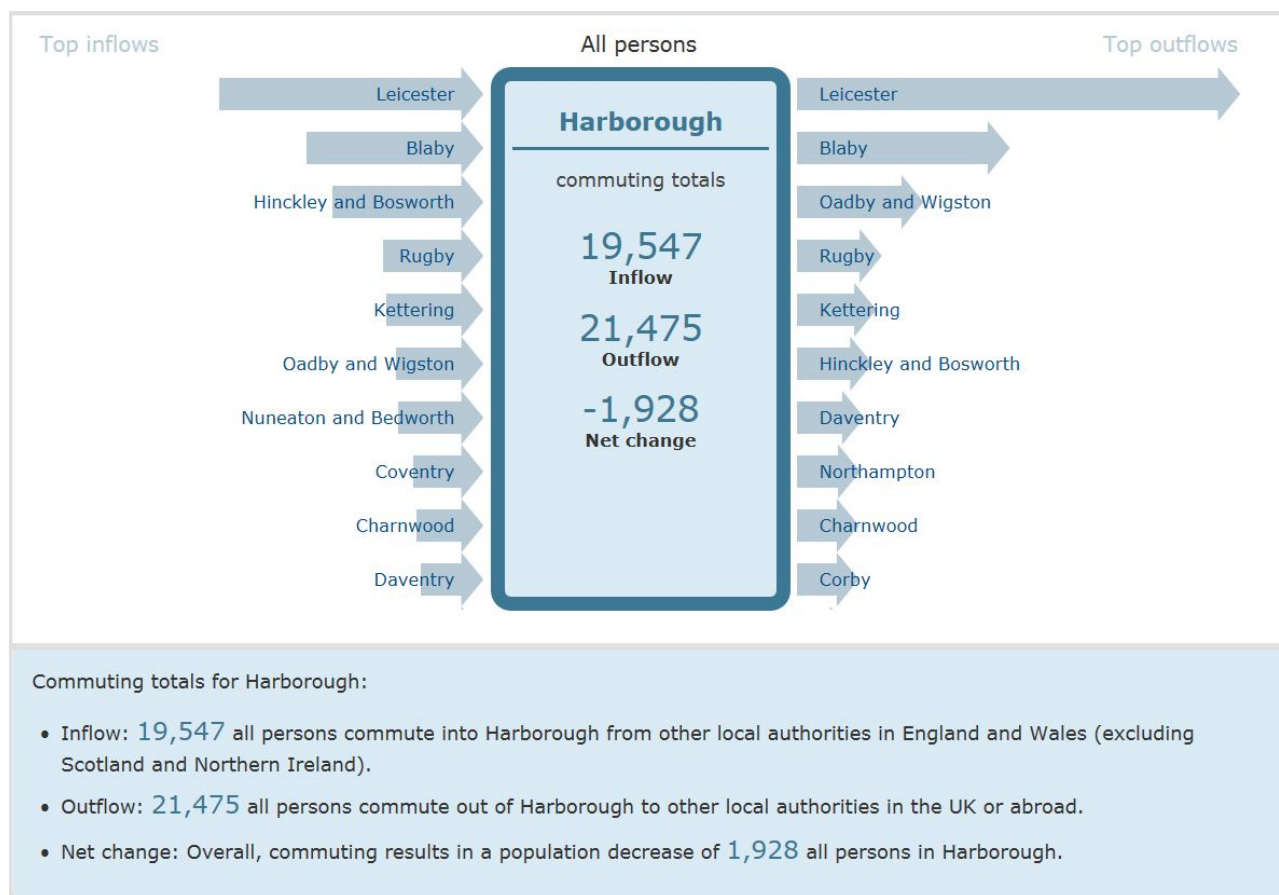 Top inflows
All persons
Top outflows
Leicester
Blaby
Hinckley and Bosworth
Rugby
Kettering
Oadby and Wigston
Nuneaton and Bedworth
Coventry
Charnwood
Daventry
Harborough
commuting totals
19,547
Inflow
21,475
Outflow
-1,928
Net change
Leicester
Blaby
Oadby and Wigston
Rugby
Kettering
Hinckley and Bosworth
Daventry
Northampton
Charnwood
Corby
Commuting totals for Harborough:
• Inflow: 19,547 all persons commute into Harborough from other local authorities in England and Wales (excluding
Scotland and Northern Ireland).
• Outflow: 21,475 all persons commute out of Harborough to other local authorities in the UK or abroad.
• Net change: Overall, commuting results in a population decrease of 1,928 all persons in Harborough.